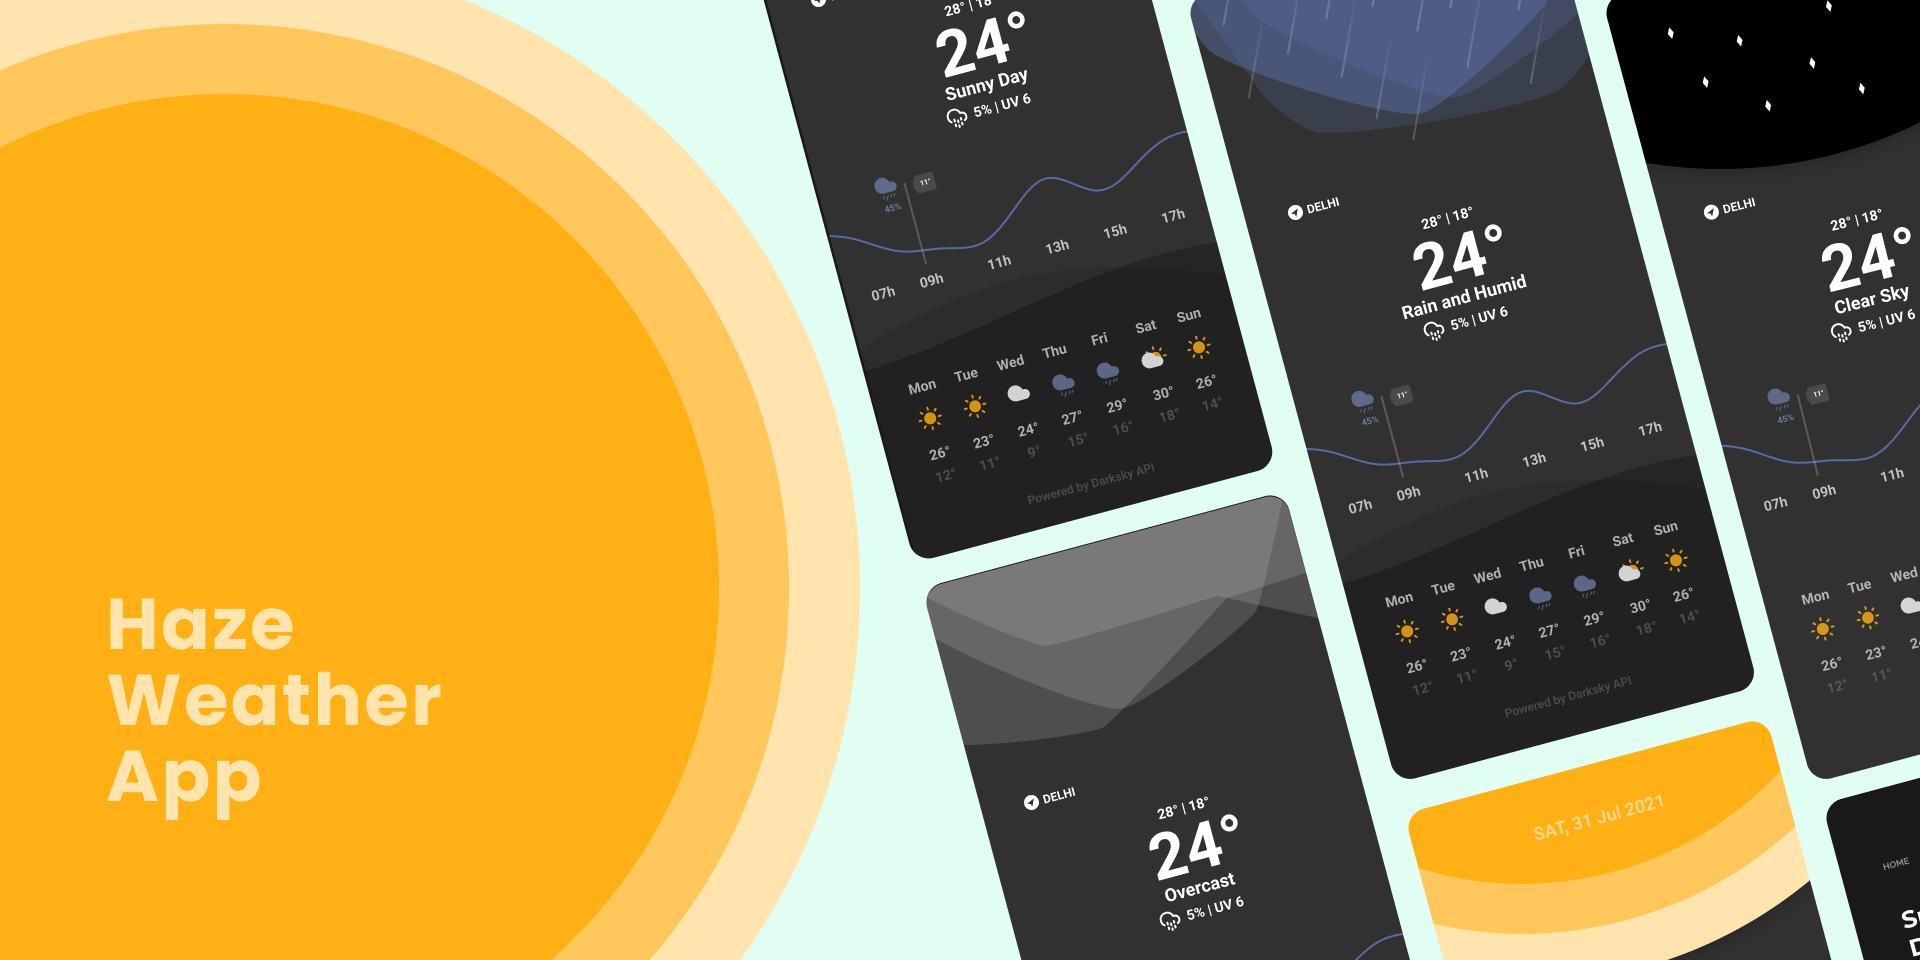 Haze
Weather
App
28° | 18°
24°
Sunny Day
5% | UV 6
11°
45%
07h 09h 11h 13h 15h 17h
Mon Tue Wed Thu Fri Sat Sun
26° 23° 24° 27° 29° 30° 26°
12° 11° 9° 15° 16° 18° 14°
Powered by Darksky API
DELHI
28° | 18°
24°
Overcast
5% | UV 6
DELHI
28° | 18°
24°
Rain and Humid
5% | UV 6
11°
45%
07h 09h 11h 13h 15h 17h
Mon Tue Wed Thu Fri Sat Sun
26° 23° 24° 27° 29° 30° 26°
12° 11° 9° 15° 16° 18° 14°
Powered by Darksky API
SAT, 31 Jul 2021
DELHI
28° | 18°
24°
Clear Sky
5% | UV 6
11°
45%
07h 09h 11h
Mon Tue Wed
26° 23°
12° 11°
HOME